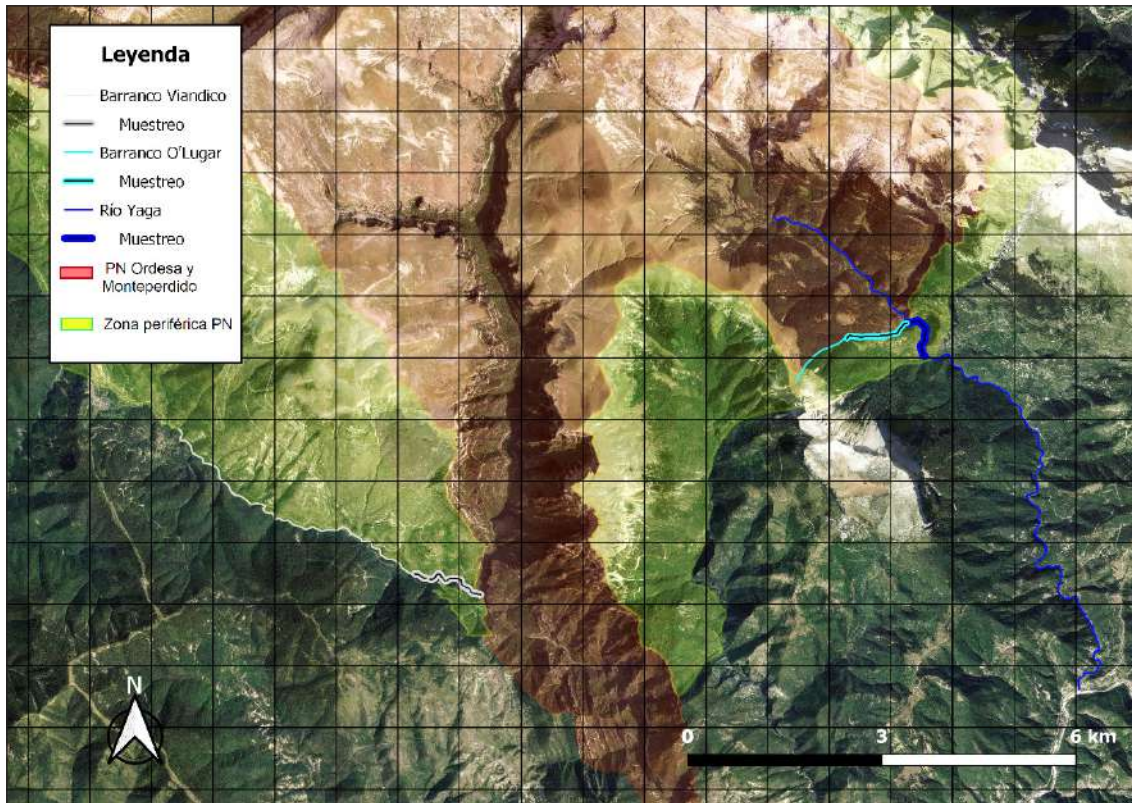 Leyenda
Barranco Viandico
Muestreo
Barranco O'Lugar
Muestreo
Río Yaga
Muestreo
PN Ordesa y
Monteperdido
Zona periférica PN
N
0 3 6 km